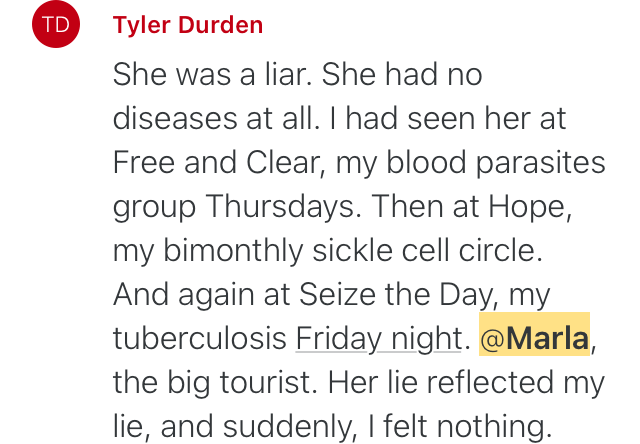 TD
Tyler Durden
She was a liar. She had no
diseases at all. I had seen her at
Free and Clear, my blood parasites
group Thursdays. Then at Hope,
my bimonthly sickle cell circle.
And again at Seize the Day, my
tuberculosis Friday night. @Marla,
the big tourist. Her lie reflected my
lie, and suddenly, I felt nothing.